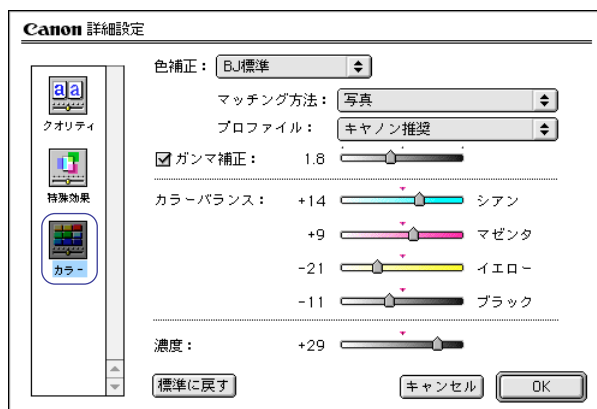 Canon 詳細設定
aa
クオリティ
特殊効果
カラー
色補正： BJ標準
マッチング方法： 写真
プロファイル： キヤノン推奨
ガンマ補正： 1.8
カラーバランス： +14 シアン
+9 マゼンタ
-21 イエロー
-11 ブラック
濃度： +29
標準に戻す キャンセル OK